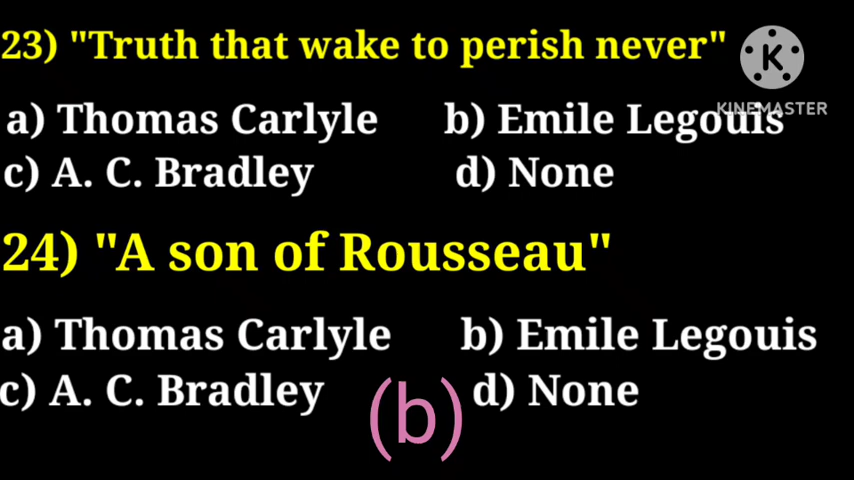 23) "Truth that wake to perish never"
K
KINEMASTER
a) Thomas Carlyle b) Emile Legouis
c) A. C. Bradley d) None
24) "A son of Rousseau"
a) Thomas Carlyle b) Emile Legouis
c) A. C. Bradley d) None
(b)